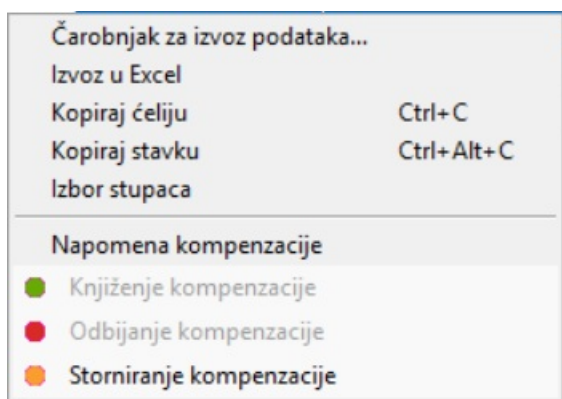 Čarobnjak za izvoz podataka...
Izvoz u Excel
Kopiraj ćeliju Ctrl+C
Kopiraj stavku Ctrl+Alt+C
Izbor stupaca
Napomena kompenzacije
Knjiženje kompenzacije
Odbijanje kompenzacije
Storniranje kompenzacije